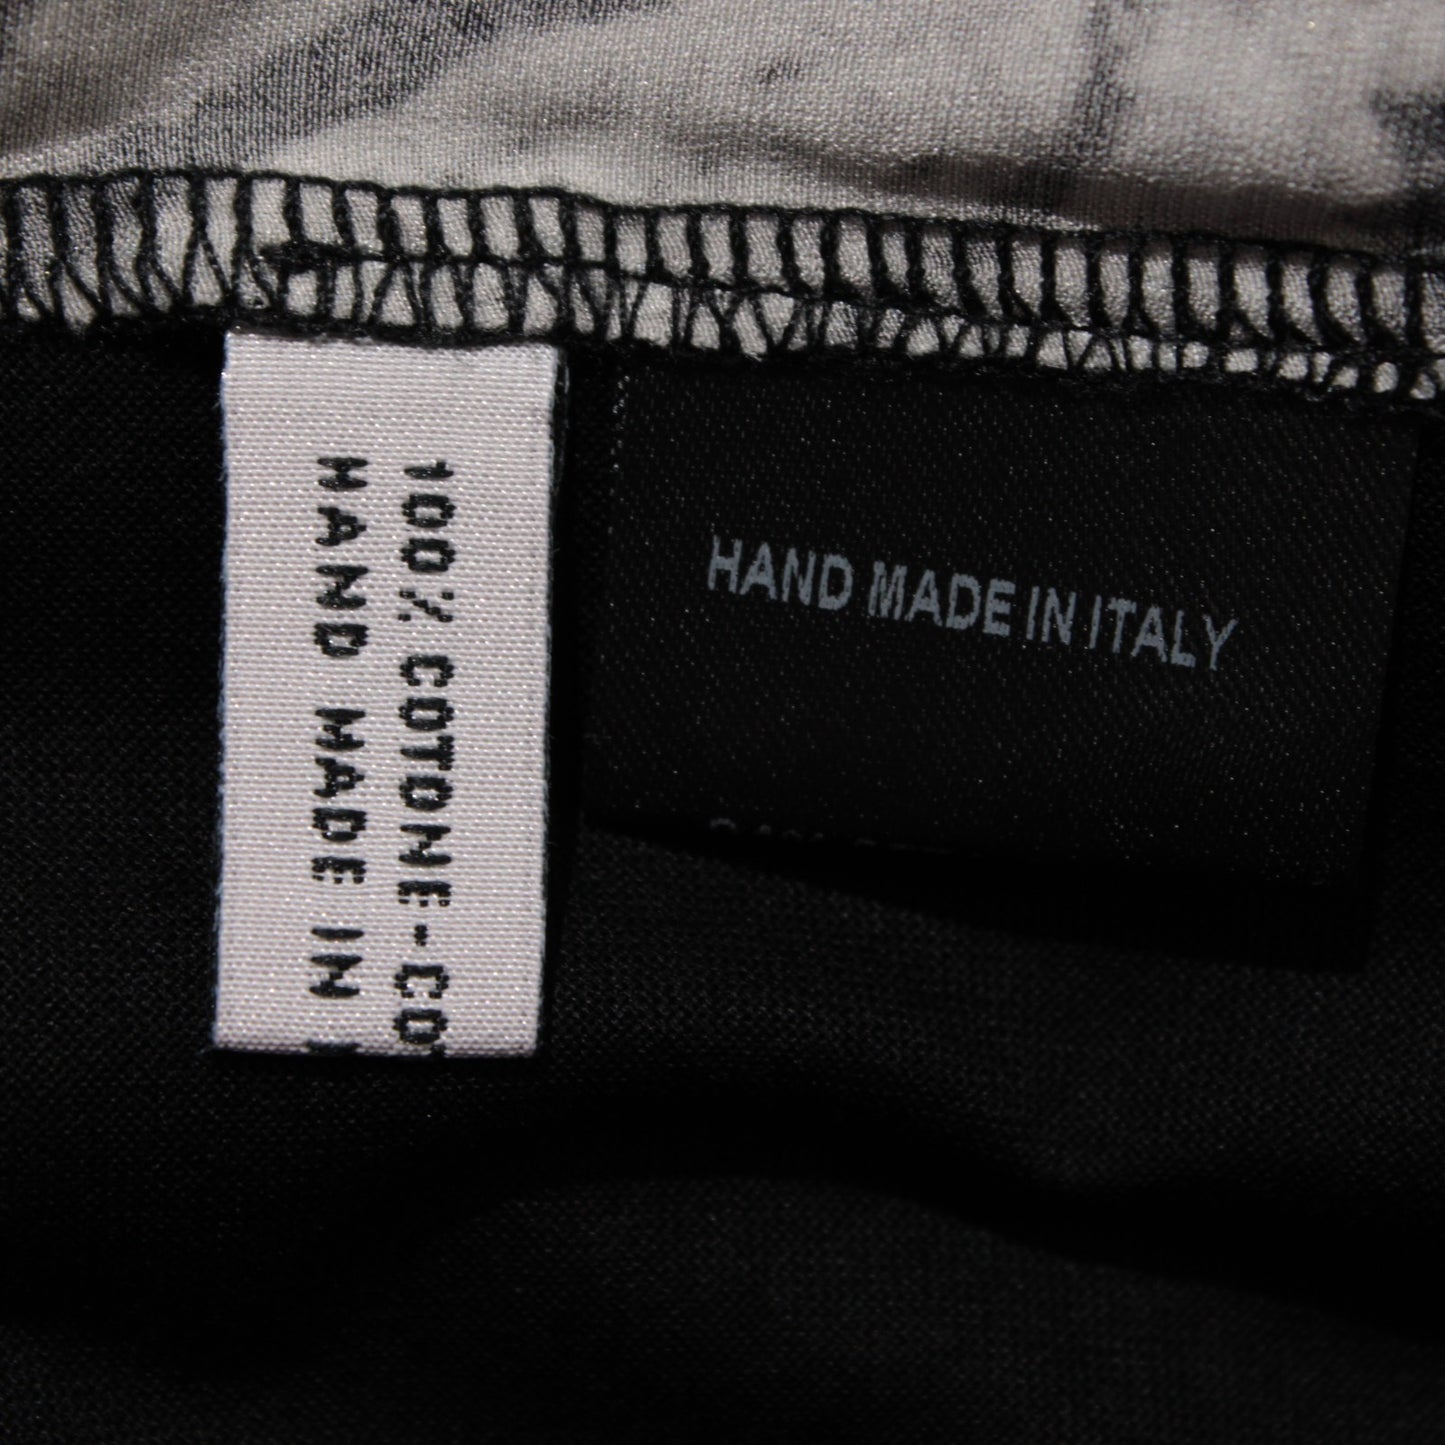 100% COTONE-CO
HAND MADE IN
HAND MADE IN ITALY